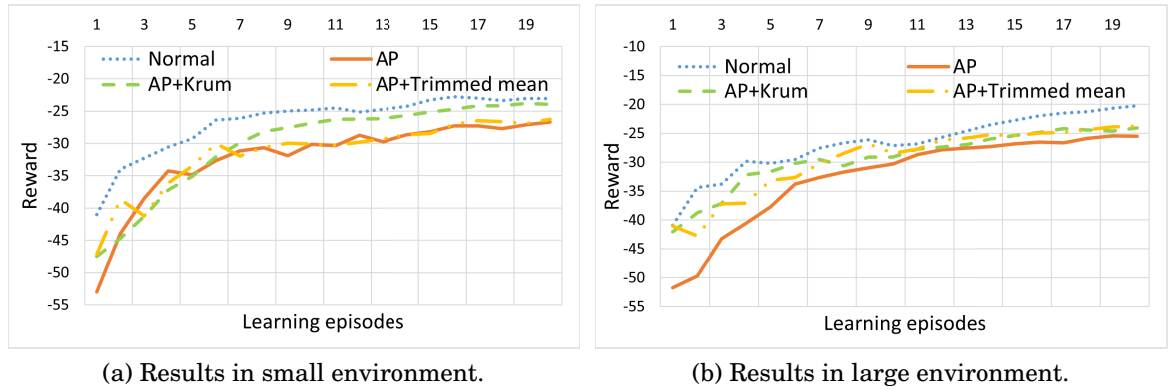 1 3 5 7 9 11 13 15 17 19
-15
Normal AP
-20
AP+Krum AP+Trimmed mean
-25
-30
-35
-40
-45
-50
-55
Reward
Learning episodes
(a) Results in small environment.
1 3 5 7 9 11 13 15 17 19
-10
Normal AP
-15
AP+Krum AP+Trimmed mean
-20
-25
-30
-35
-40
-45
-50
-55
Reward
Learning episodes
(b) Results in large environment.